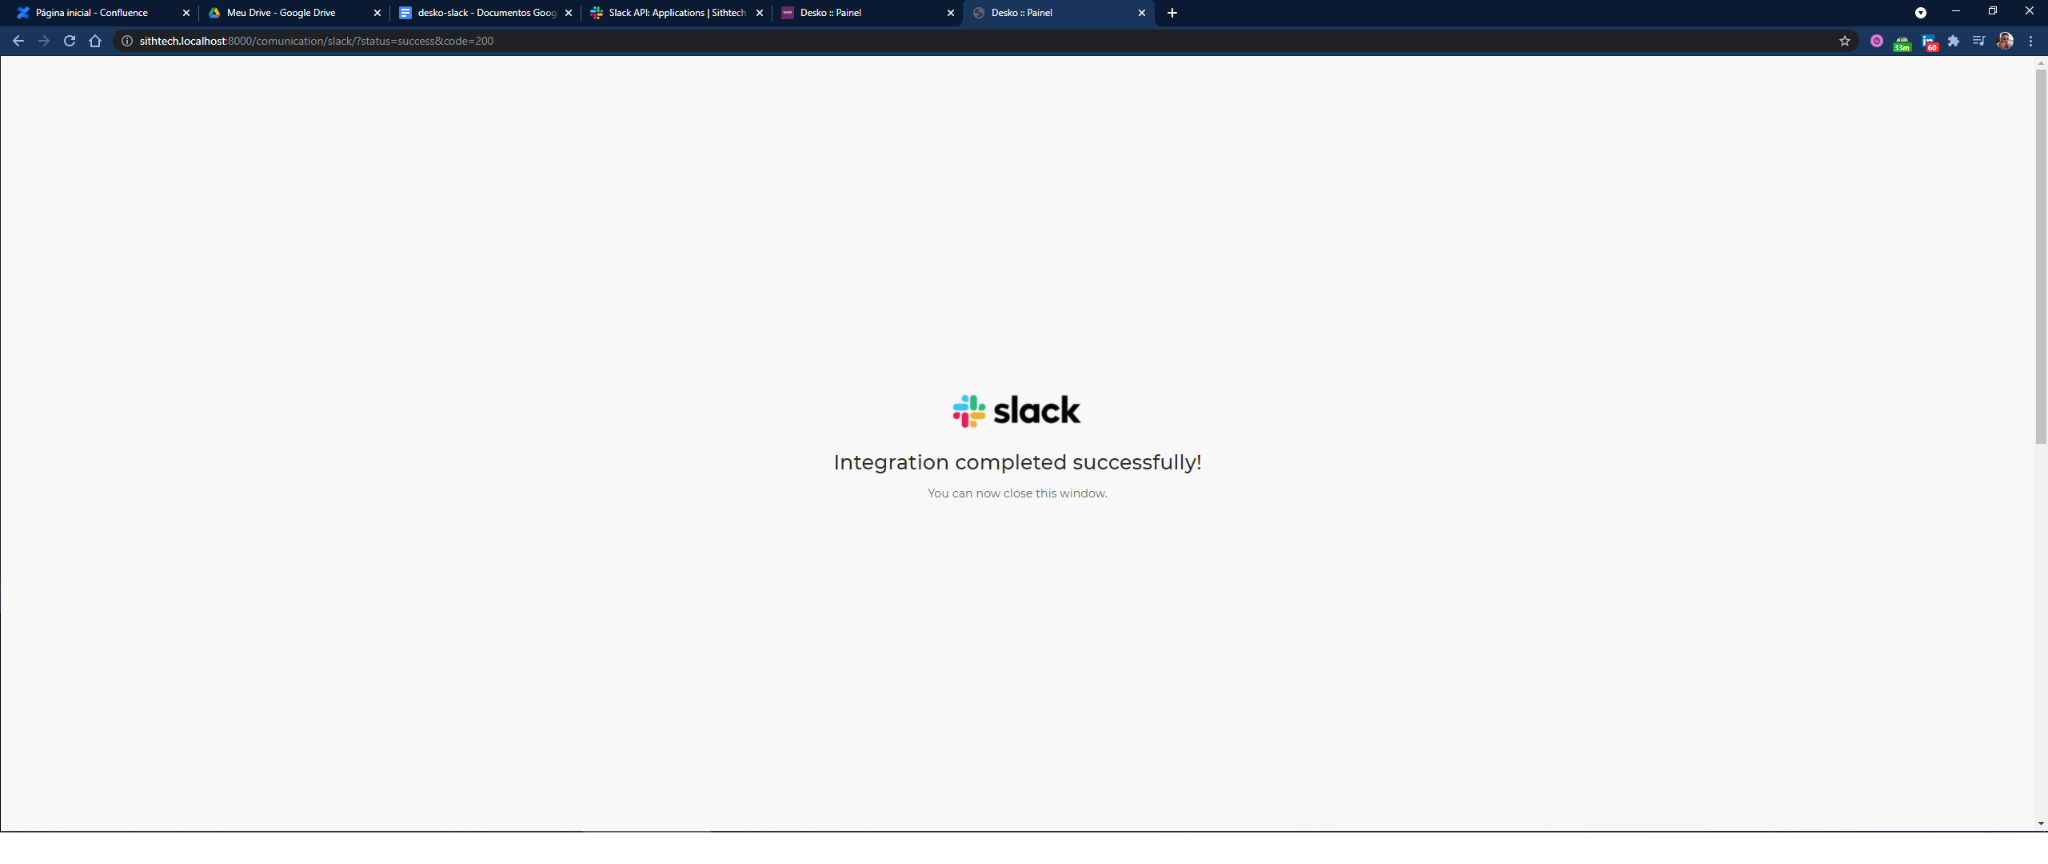 Página inicial - Confluence
Meu Drive - Google Drive
desko-slack - Documentos Goog
Slack API: Applications | Sithtech
Desko :: Painel
Desko :: Painel
sithtech.localhost:8000/comunication/slack/?status=success&code=200
33m
60
slack
Integration completed successfully!
You can now close this window.